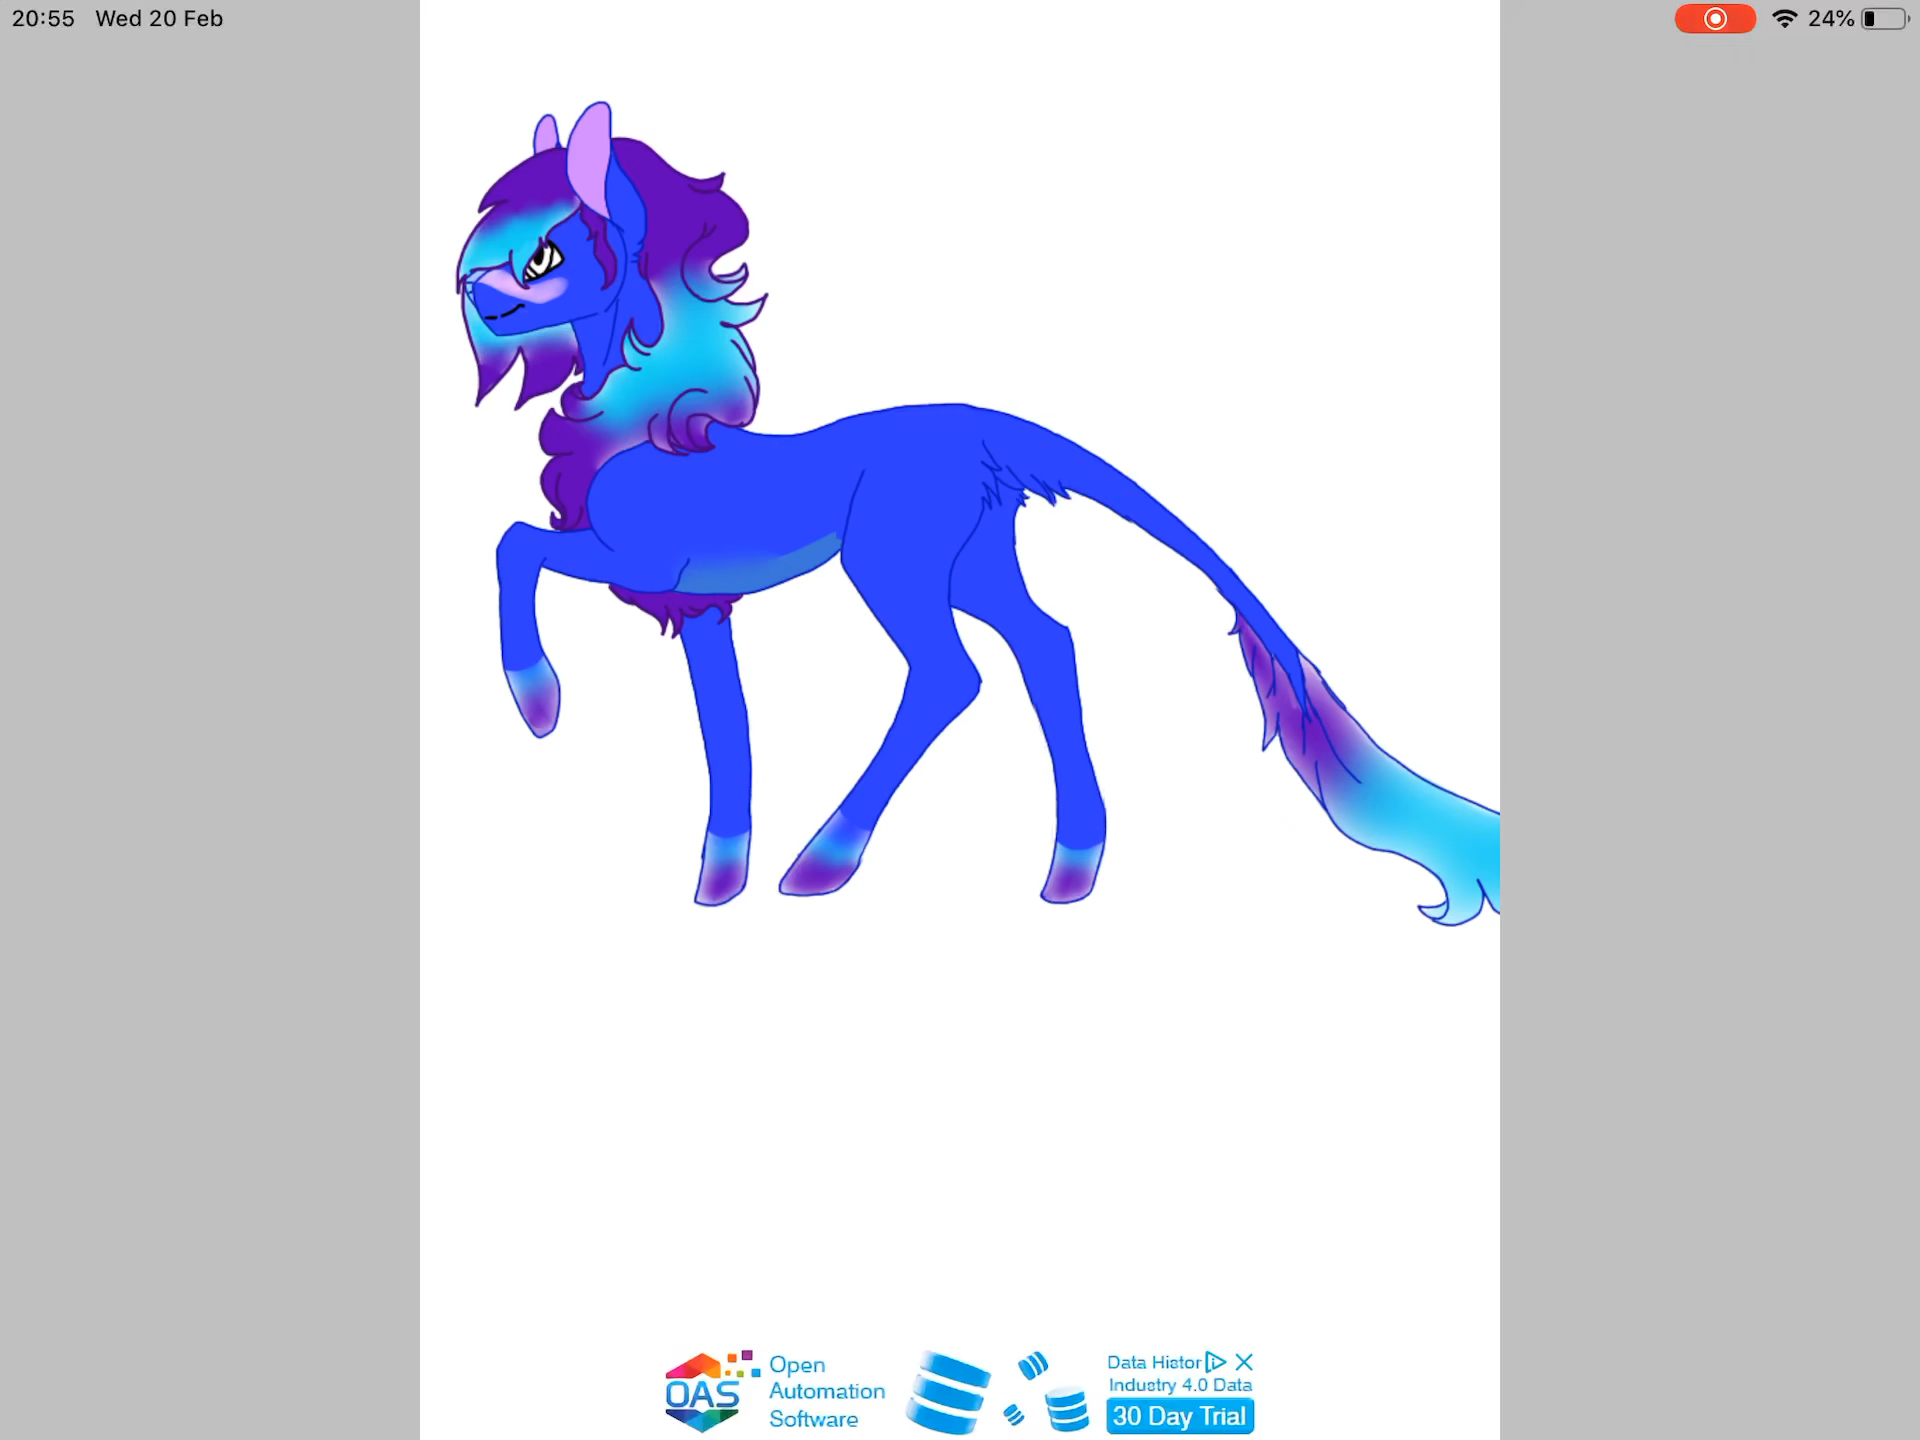 20:55 Wed 20 Feb
24%
OAS
Open
Automation
Software
Data Histor
Industry 4.0 Data
30 Day Trial